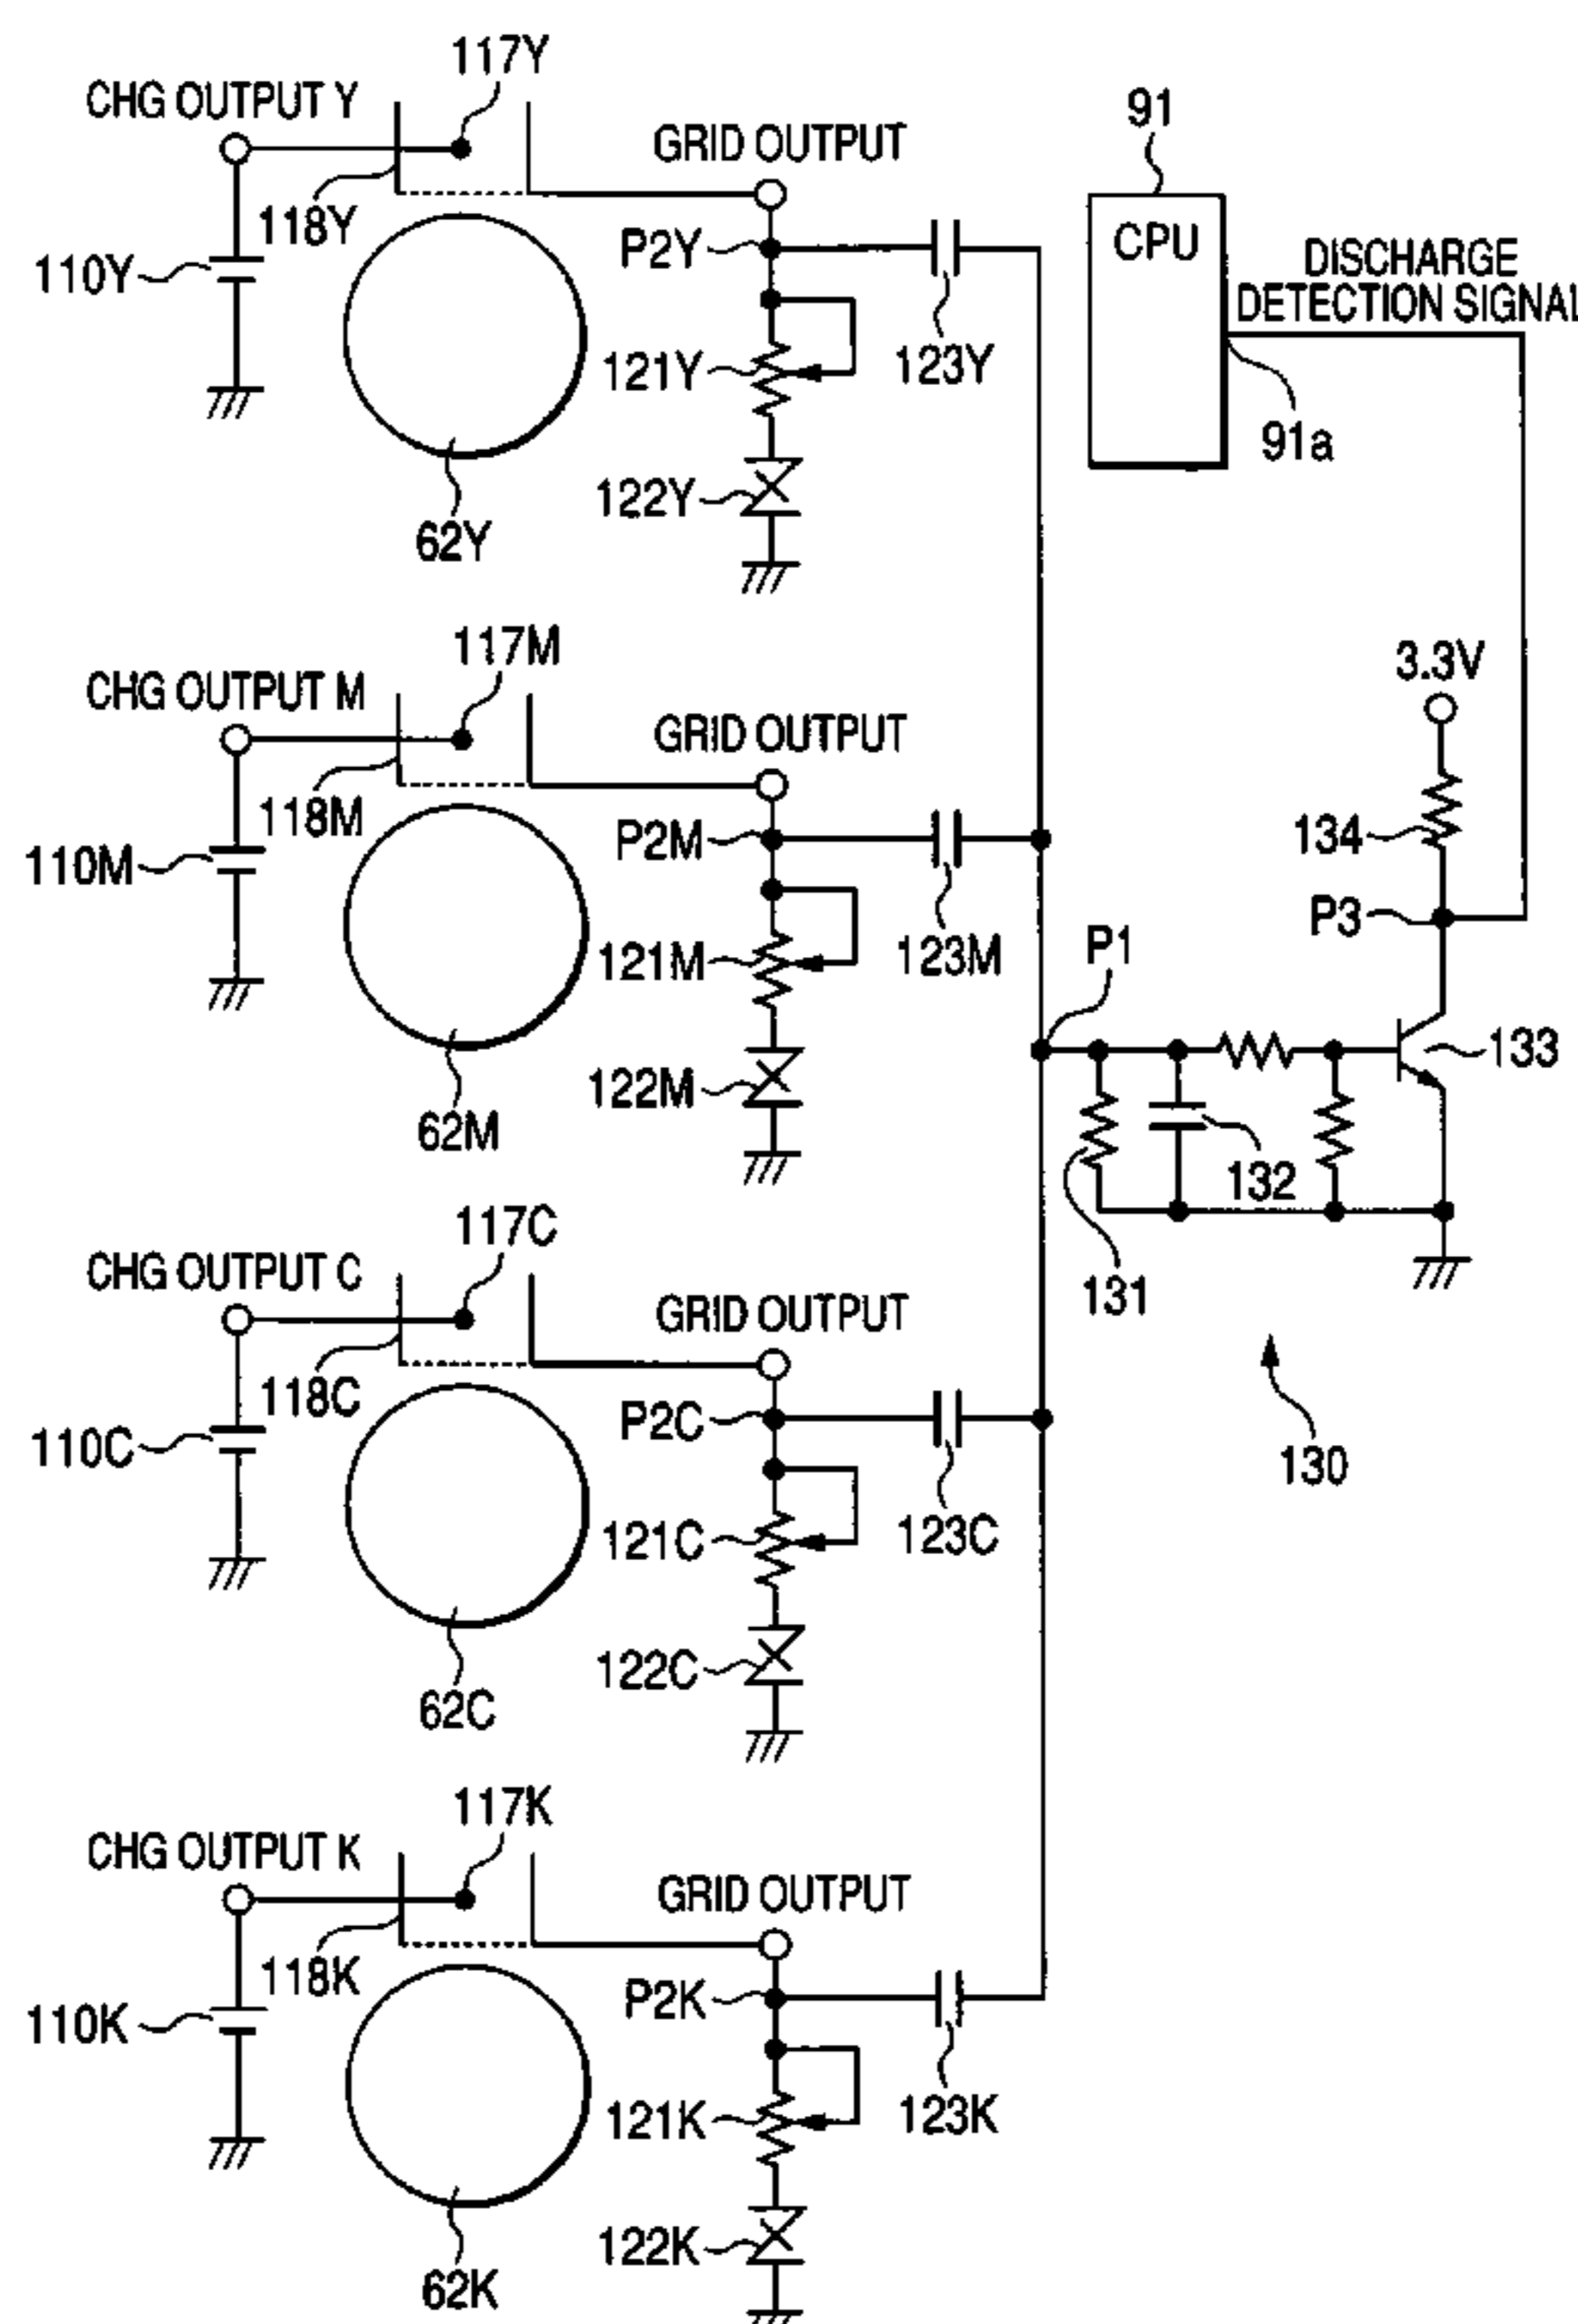 117Y
CHG OUTPUT Y
118Y
110Y
62Y
GRID OUTPUT
P2Y
121Y
122Y
123Y
91
CPU
DISCHARGE
DETECTION SIGNAL
91a
117M
CHG OUTPUT M
118M
110M
62M
GRID OUTPUT
P2M
121M
122M
123M
3.3V
134
P3
P1
133
132
131
130
117C
CHG OUTPUT C
118C
110C
62C
GRID OUTPUT
P2C
121C
122C
123C
117K
CHG OUTPUT K
118K
110K
62K
GRID OUTPUT
P2K
121K
122K
123K